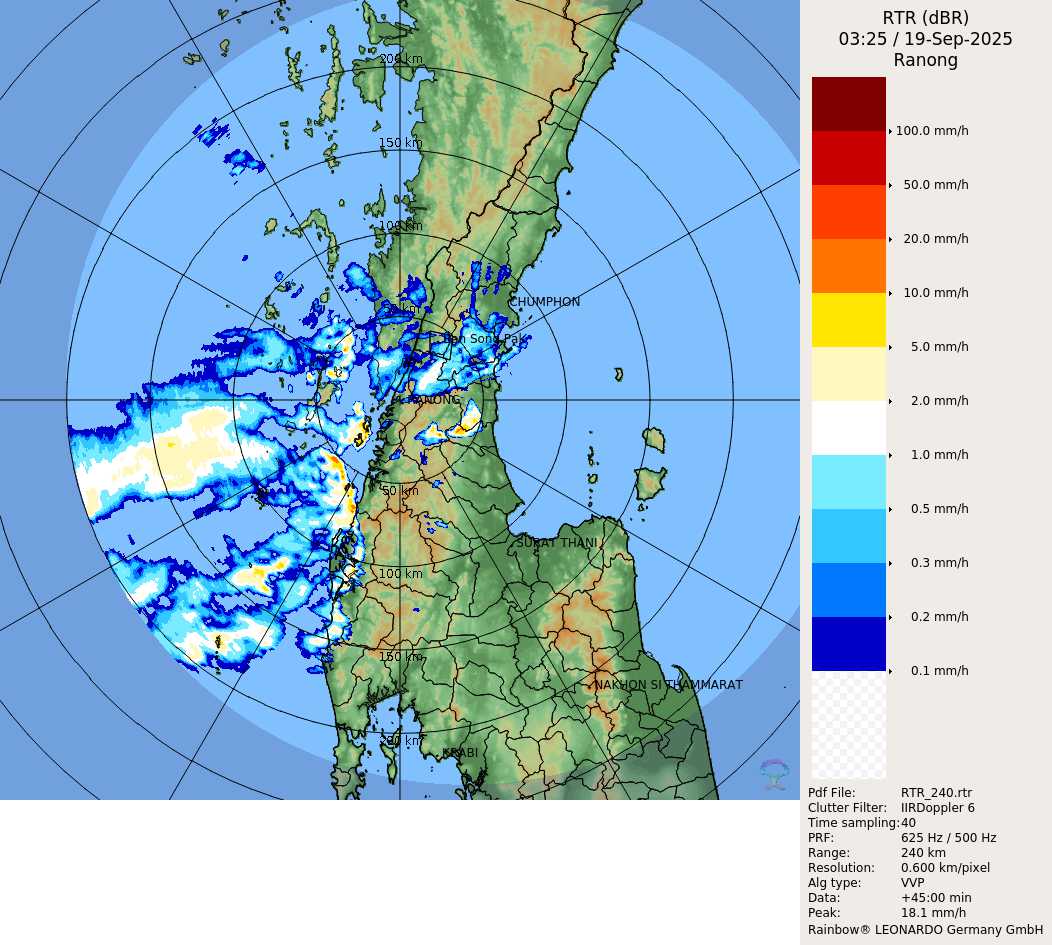 RTR (dBR)
03:25 / 19-Sep-2025
Ranong
100.0 mm/h
50.0 mm/h
20.0 mm/h
10.0 mm/h
5.0 mm/h
2.0 mm/h
1.0 mm/h
0.5 mm/h
0.3 mm/h
0.2 mm/h
0.1 mm/h
Pdf File: RTR_240.rtr
Clutter Filter: IIRDoppler 6
Time sampling: 40
PRF: 625 Hz / 500 Hz
Range: 240 km
Resolution: 0.600 km/pixel
Alg type: VVP
Data: +45:00 min
Peak: 18.1 mm/h
Rainbow® LEONARDO Germany GmbH
200 km
150 km
100 km
CHUMPHON
50 km
Ban Song Pak
RANONG
50 km
SURAT THANI
100 km
150 km
NAKHON SI THAMMARAT
200 km
KRABI